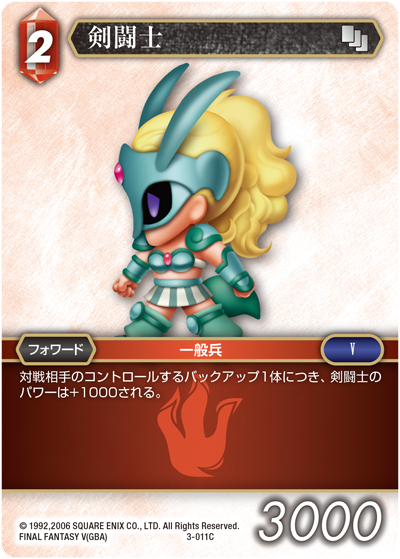 2
剣闘士
フォワード
一般兵
V
対戦相手のコントロールするバックアップ1体につき、剣闘士の
パワーは+1000される。
© 1992,2006 SQUARE ENIX CO., LTD. All Rights Reserved.
FINAL FANTASY V(GBA)
3-011C
3000